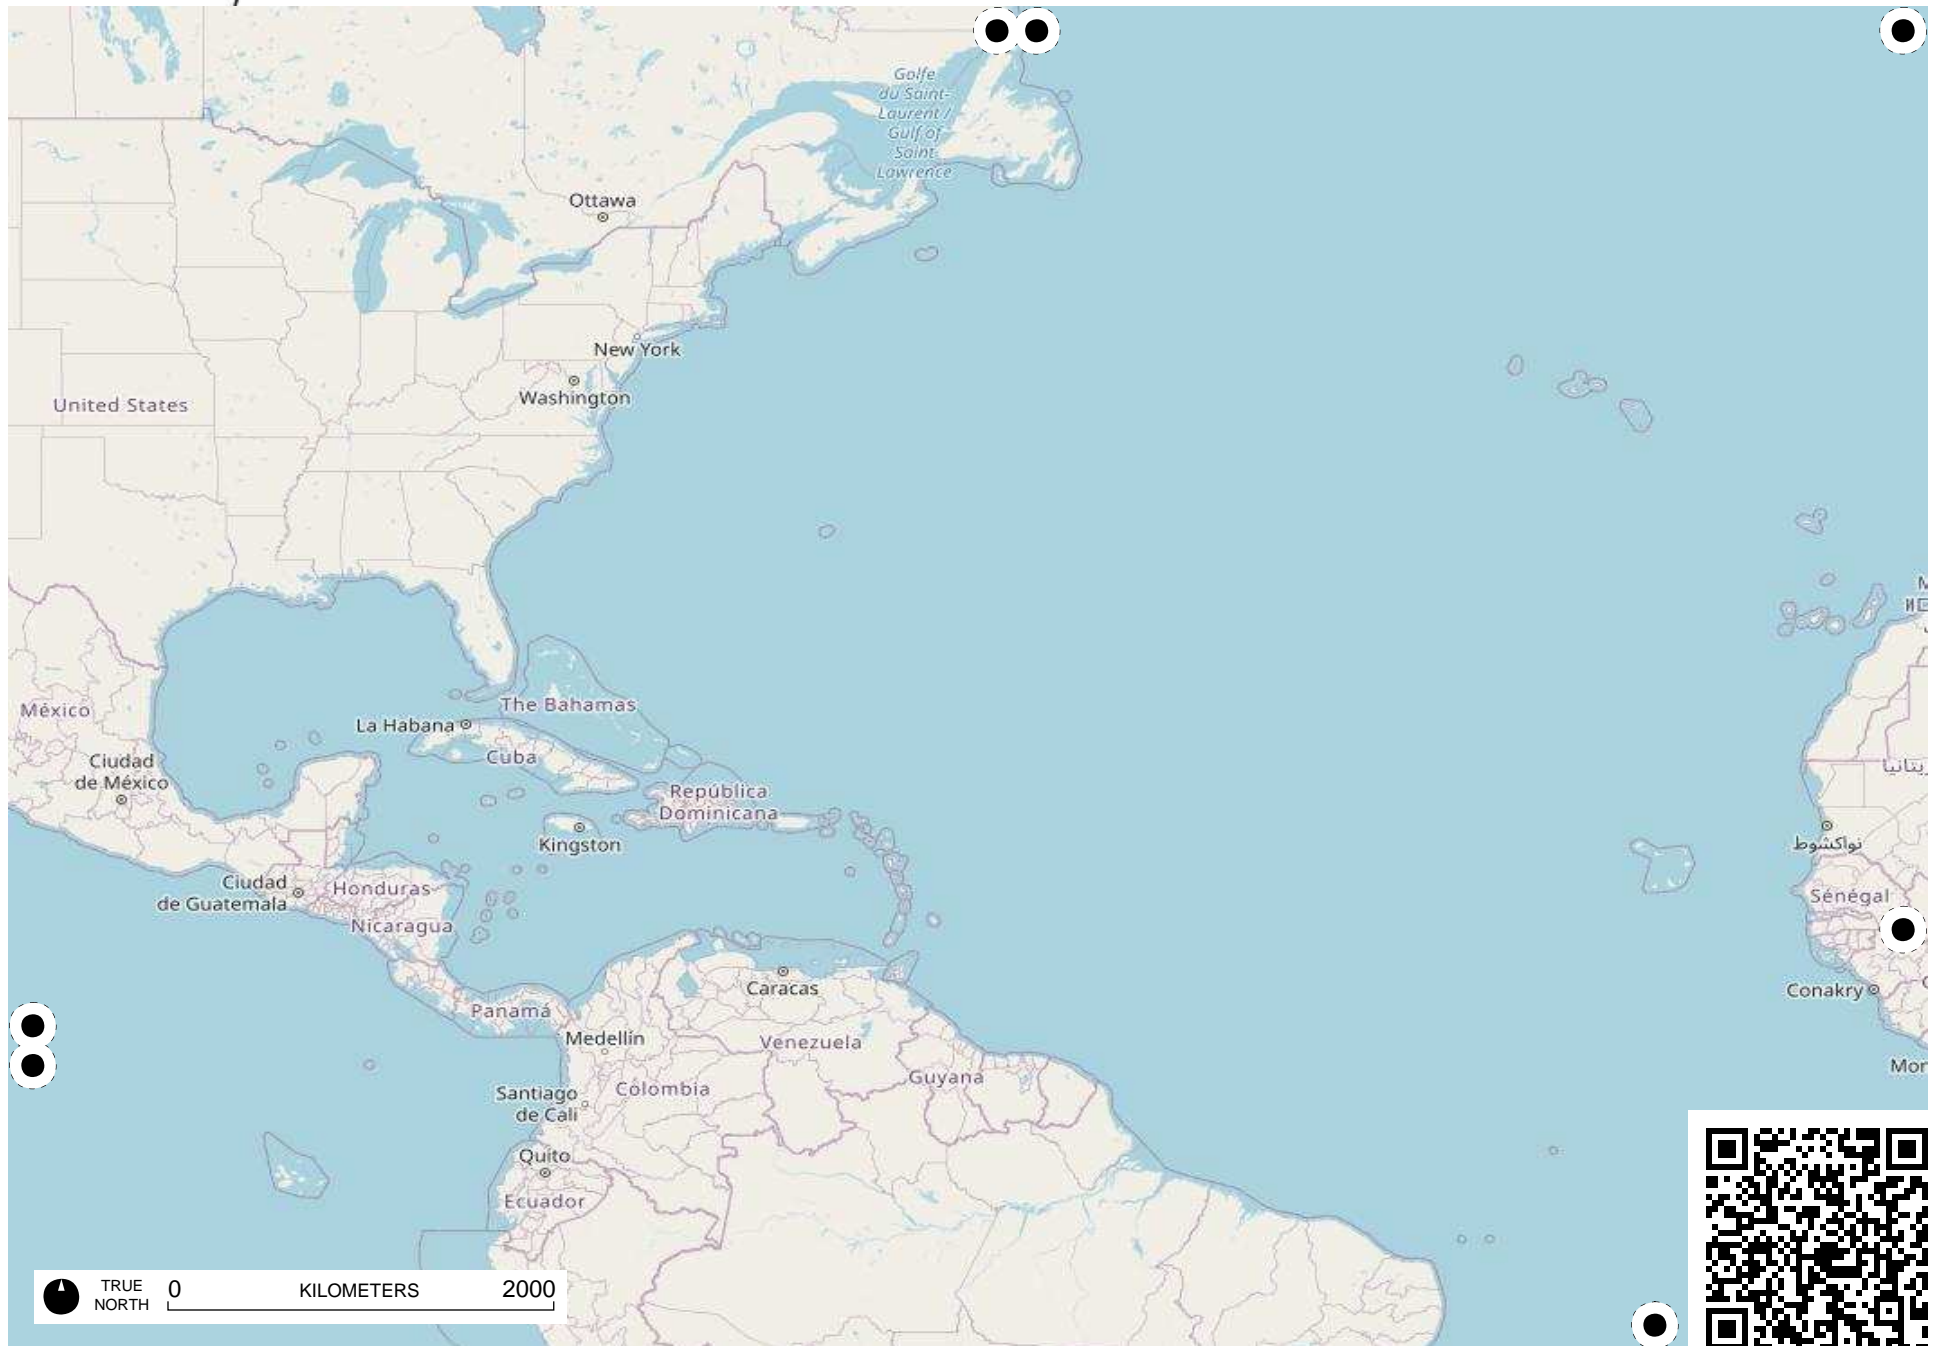 Golfe
du Saint-
Laurent /
Gulf of
Saint
Lawrence
Ottawa
New York
Washington
United States
The Bahamas
México
La Habana
Cuba
Ciudad
de México
República
Dominicana
Kingston
نواكشوط
Ciudad
de Guatemala
Honduras
Sénégal
Nicaragua
Caracas
Conakry
Panamá
Medellín
Venezuela
Guyana
Colombia
Santiago
de Cali
Quito
Ecuador
TRUE
NORTH
0 KILOMETERS 2000